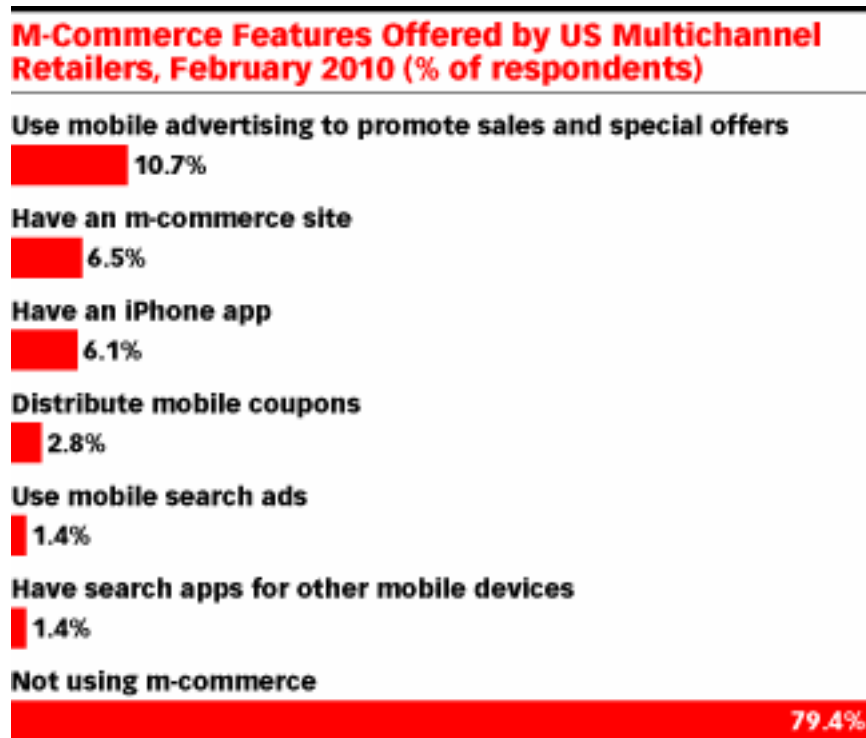 M-Commerce Features Offered by US Multichannel
Retailers, February 2010 (% of respondents)
Use mobile advertising to promote sales and special offers
10.7%
Have an m-commerce site
6.5%
Have an iPhone app
6.1%
Distribute mobile coupons
2.8%
Use mobile search ads
1.4%
Have search apps for other mobile devices
1.4%
Not using m-commerce
79.4%